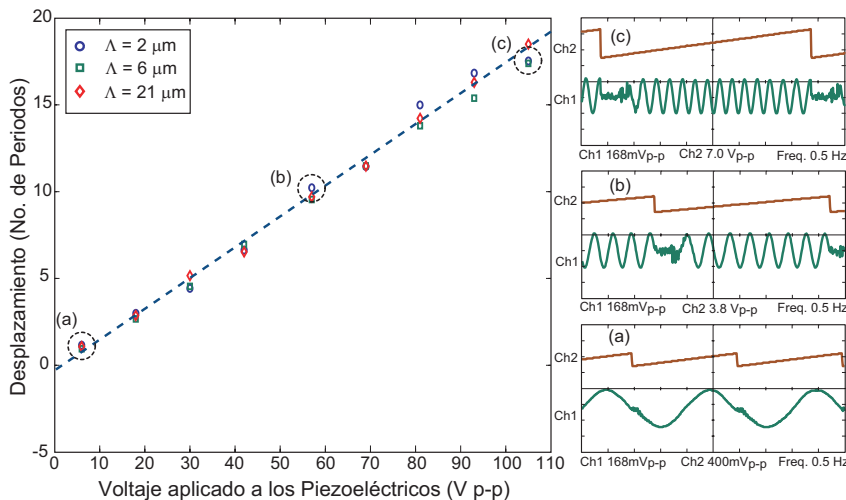 20
15
10
5
0
−5
0 10 20 30 40 50 60 70 80 90 100 110
Desplazamiento (No. de Periodos)
Voltaje aplicado a los Piezoeléctricos (V p-p)
Λ = 2 μm
Λ = 6 μm
Λ = 21 μm
(a)
(b)
(c)
(c)
Ch2
Ch1
Ch1 168mVp-p Ch2 7.0 Vp-p Freq. 0.5 Hz
(b)
Ch2
Ch1
Ch1 168mVp-p Ch2 3.8 Vp-p Freq. 0.5 Hz
(a)
Ch2
Ch1
Ch1 168mVp-p Ch2 400mVp-p Freq. 0.5 Hz